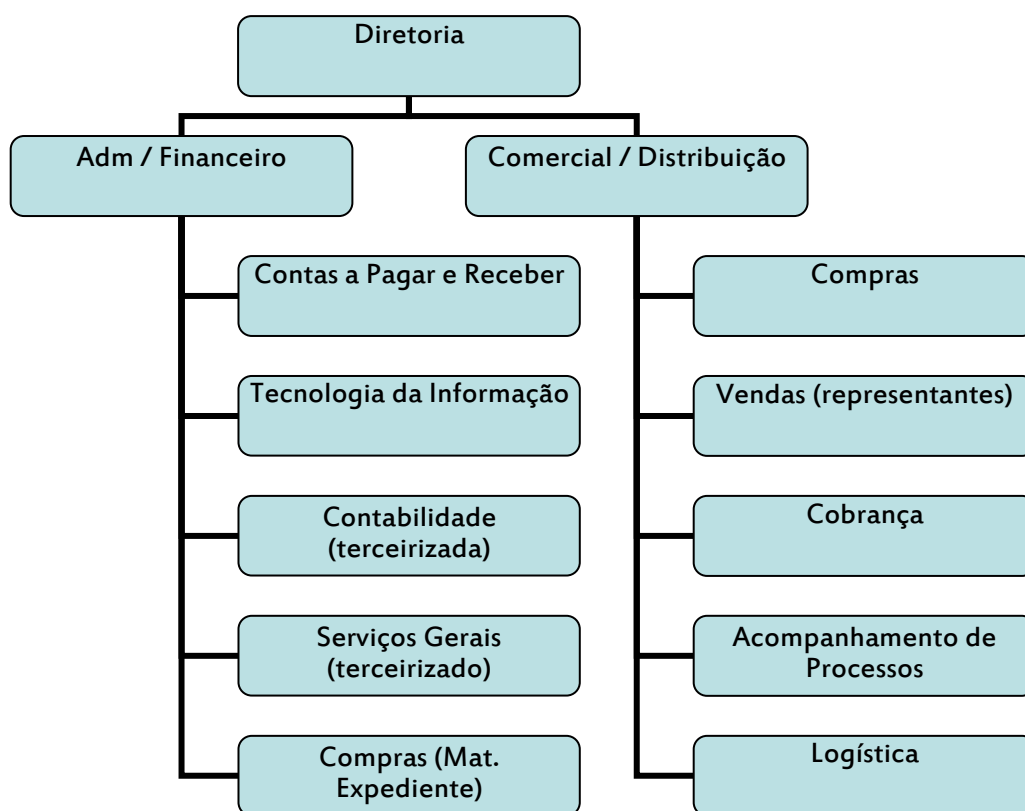 Diretoria
Adm / Financeiro
Comercial / Distribuição
Contas a Pagar e Receber
Compras
Tecnologia da Informação
Vendas (representantes)
Contabilidade
(terceirizada)
Cobrança
Serviços Gerais
(terceirizado)
Acompanhamento de
Processos
Compras (Mat.
Expediente)
Logística